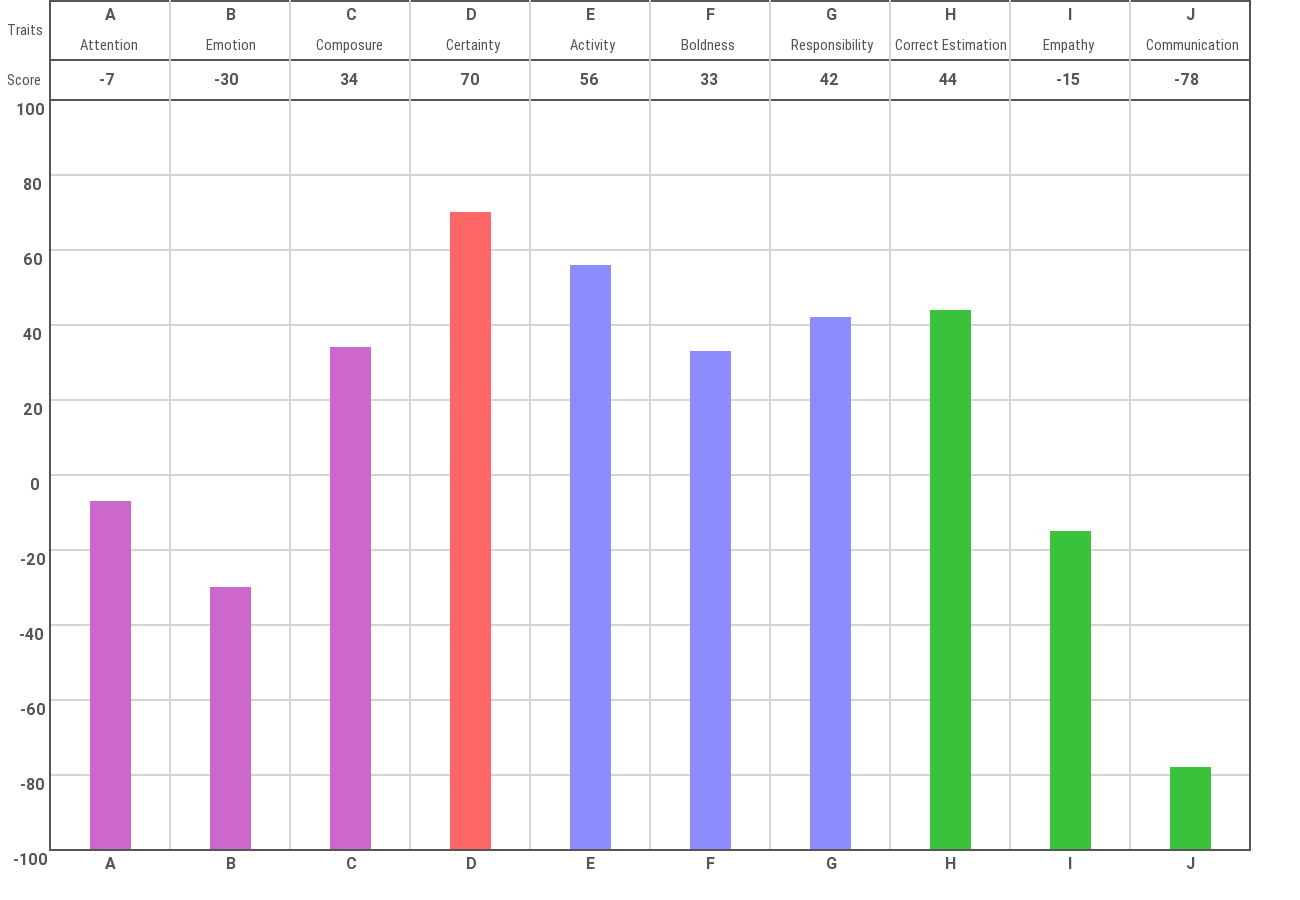 Traits A B C D E F G H I J
Attention Emotion Composure Certainty Activity Boldness Responsibility Correct Estimation Empathy Communication
Score -7 -30 34 70 56 33 42 44 -15 -78
100
80
60
40
20
0
-20
-40
-60
-80
-100
A B C D E F G H I J